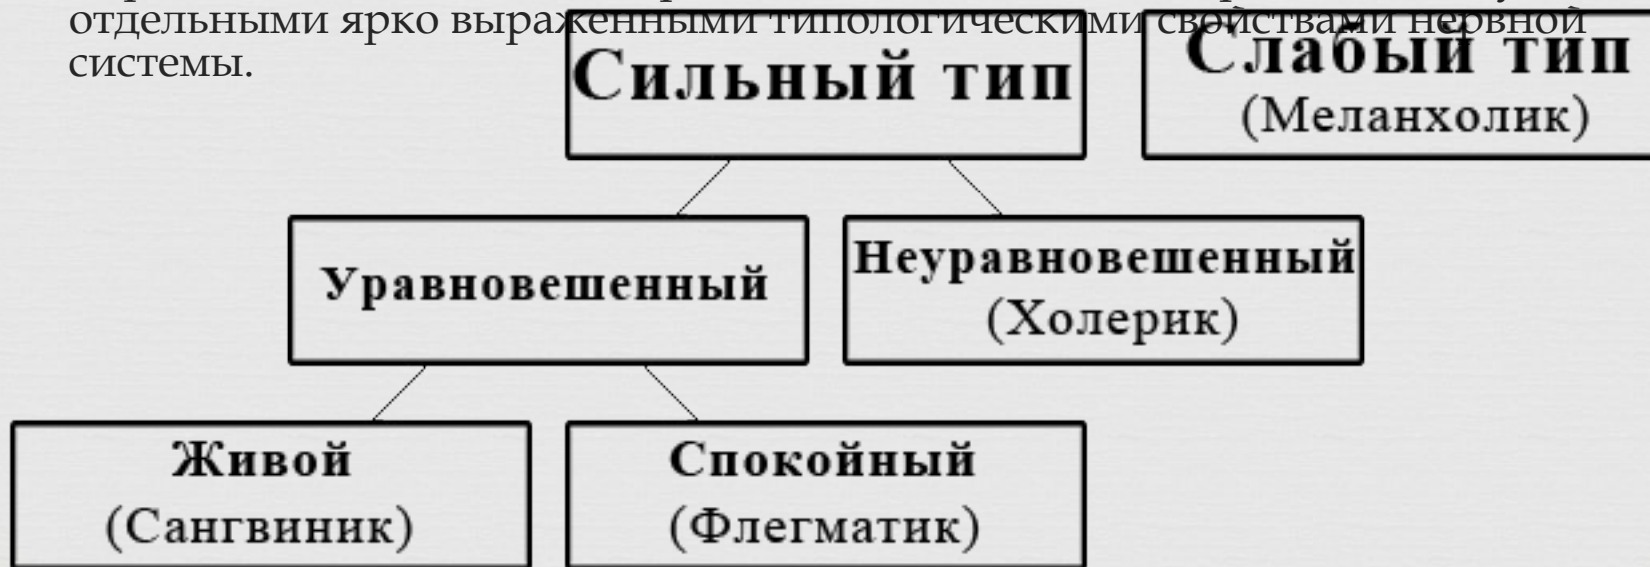 отдельными ярко выраженными типологическими свойствами нервной
системы.
Сильный тип
Слабый тип
(Меланхолик)
Уравновешенный
Неуравновешенный
(Холерик)
Живой
(Сангвиник)
Спокойный
(Флегматик)